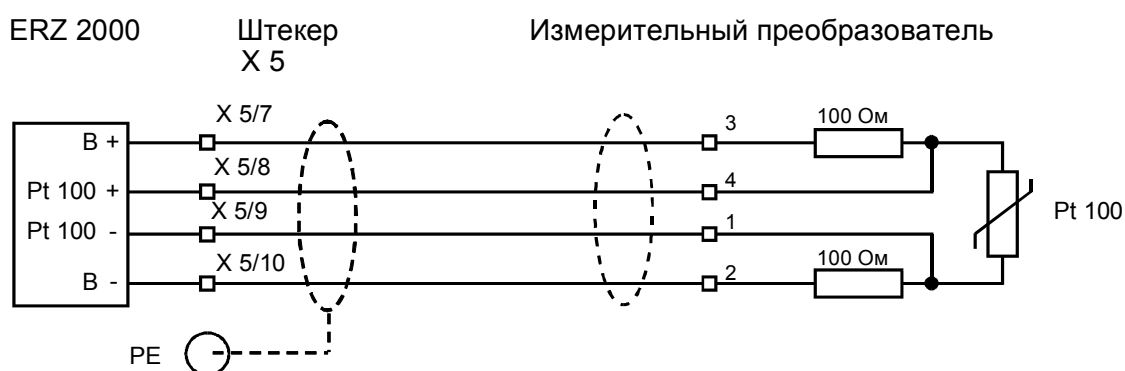 ERZ 2000 Штекер Измерительный преобразователь
X 5
X 5/7 3 100 Ом
B +
X 5/8 4
Pt 100 +
X 5/9 1
Pt 100 -
Pt 100
X 5/10 2 100 Ом
B -
PE